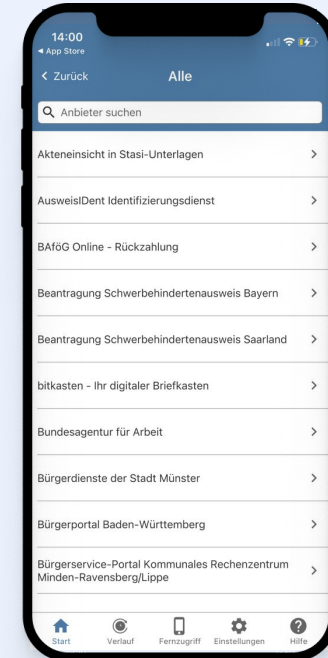 14:00
◀ App Store
Zurück
Alle
Anbieter suchen
Akteneinsicht in Stasi-Unterlagen
AusweisIDent Identifizierungsdienst
BAföG Online - Rückzahlung
Beantragung Schwerbehindertenausweis Bayern
Beantragung Schwerbehindertenausweis Saarland
bitkasten - Ihr digitaler Briefkasten
Bundesagentur für Arbeit
Bürgerdienste der Stadt Münster
Bürgerportal Baden-Württemberg
Bürgerservice-Portal Kommunales Rechenzentrum
Minden-Ravensberg/Lippe
Start
Verlauf
Fernzugriff
Einstellungen
Hilfe